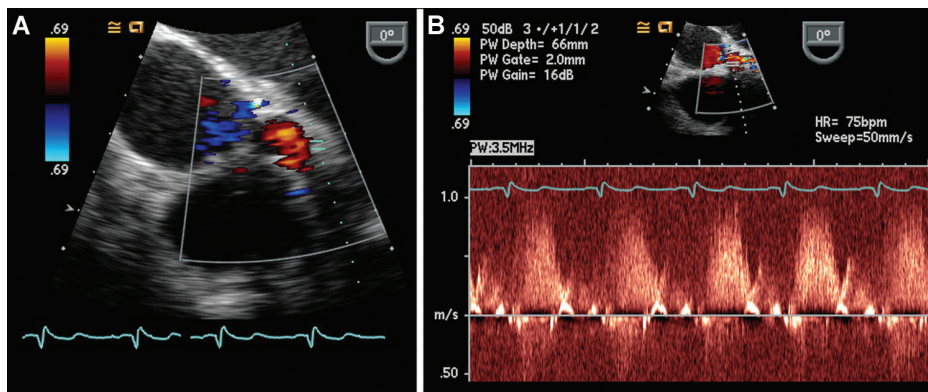 A
.69
.69
0°
B
50dB 3 +/+1/1/2
PW Depth= 66mm
PW Gate= 2.0mm
PW Gain= 16dB
.69
.69
0°
HR= 75bpm
Sweep=50mm/s
PW:3.5MHz
1.0
m/s
.50